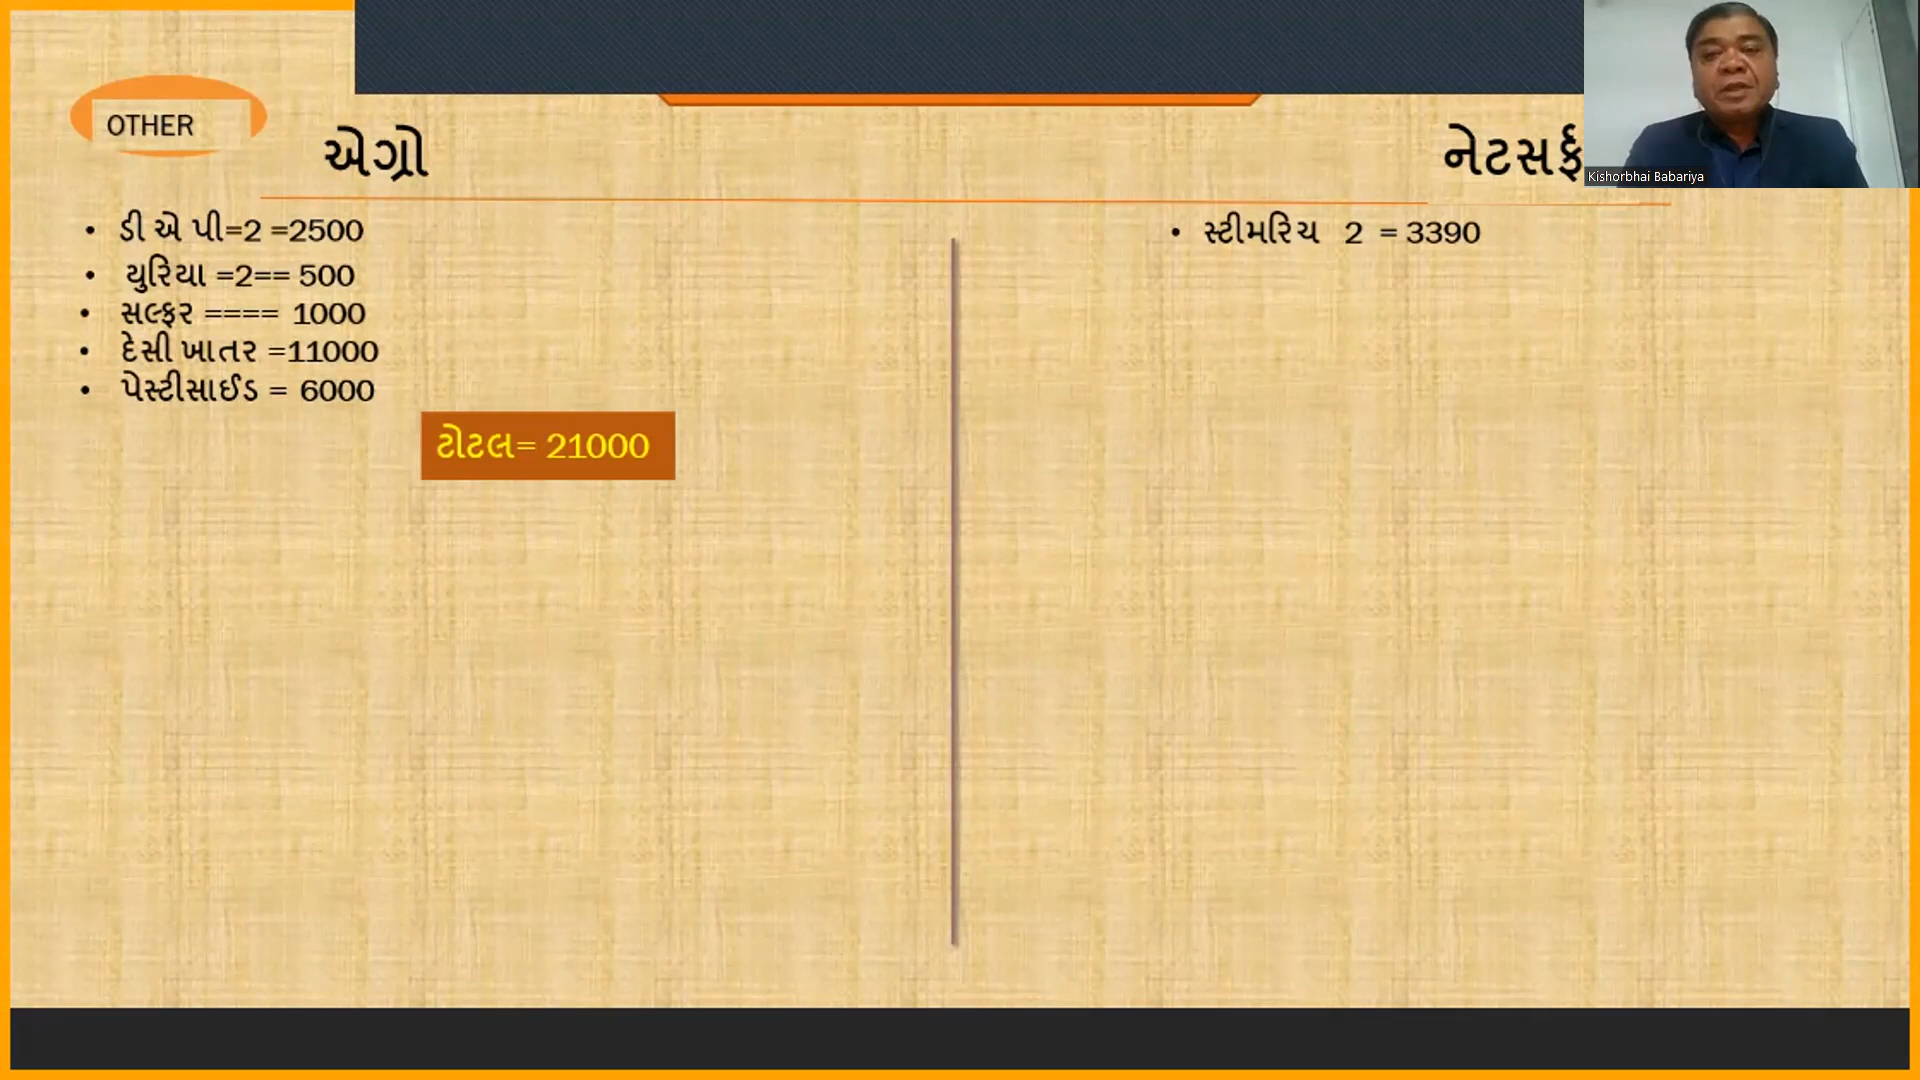 OTHER
એગ્રો
નેટસર્ફ
Kishorbhai Babariya
• ડી એ પી=2 =2500
• યુરિયા =2== 500
• સલ્ફર ==== 1000
• દેસી ખાતર =11000
• પેસ્ટીસાઈડ = 6000
ટોટલ= 21000
• સ્ટીમરિચ 2 = 3390